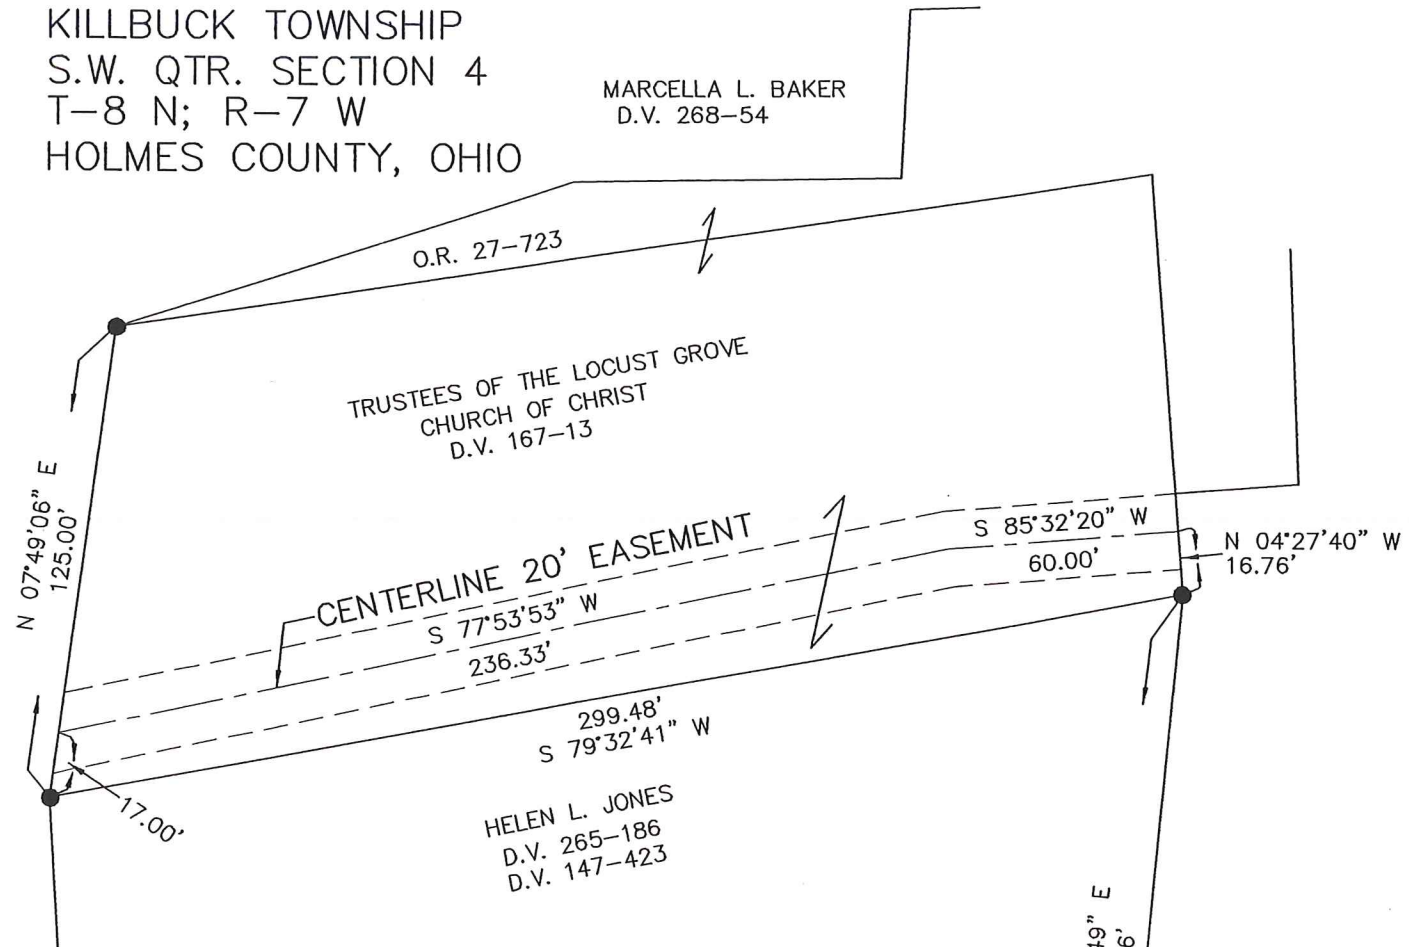 KILLBUCK TOWNSHIP
S.W. QTR. SECTION 4
T-8 N; R-7 W
HOLMES COUNTY, OHIO
MARCELLA L. BAKER
D.V. 268-54
O.R. 27-723
TRUSTEES OF THE LOCUST GROVE
CHURCH OF CHRIST
D.V. 167-13
N 07°49'06" E
125.00'
CENTERLINE 20' EASEMENT
S 77°53'53" W
236.33'
S 85°32'20" W
60.00'
N 04°27'40" W
16.76'
299.48'
S 79°32'41" W
17.00'
HELEN L. JONES
D.V. 265-186
D.V. 147-423
49" E
6'